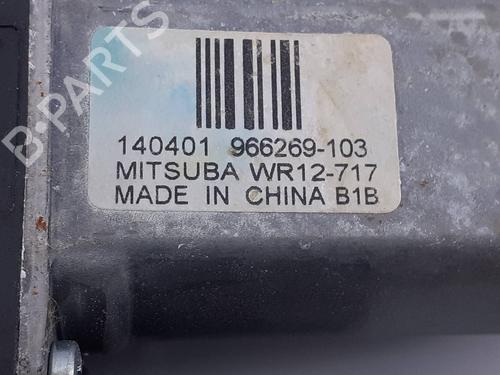 B-PARTS
140401 966269-103
MITSUBA WR12-717
MADE IN CHINA B1B